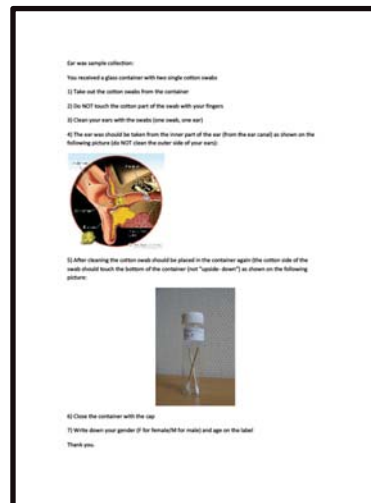 Ear wax sample collection:
You received a glass container with two single cotton swabs
1) Take out the cotton swabs from the container
2) Do NOT touch the cotton part of the swab with your fingers
3) Clean your ears with the swabs (one swab, one ear)
4) The ear wax should be taken from the inner part of the ear (from the ear canal) as shown on the
following picture (do NOT clean the outer side of your ears):
5) After cleaning the cotton swab should be placed in the container again (the cotton side of the
swab should touch the bottom of the container (not "upside- down") as shown on the following
picture:
6) Close the container with the cap
7) Write down your gender (F for female/M for male) and age on the label
Thank you.